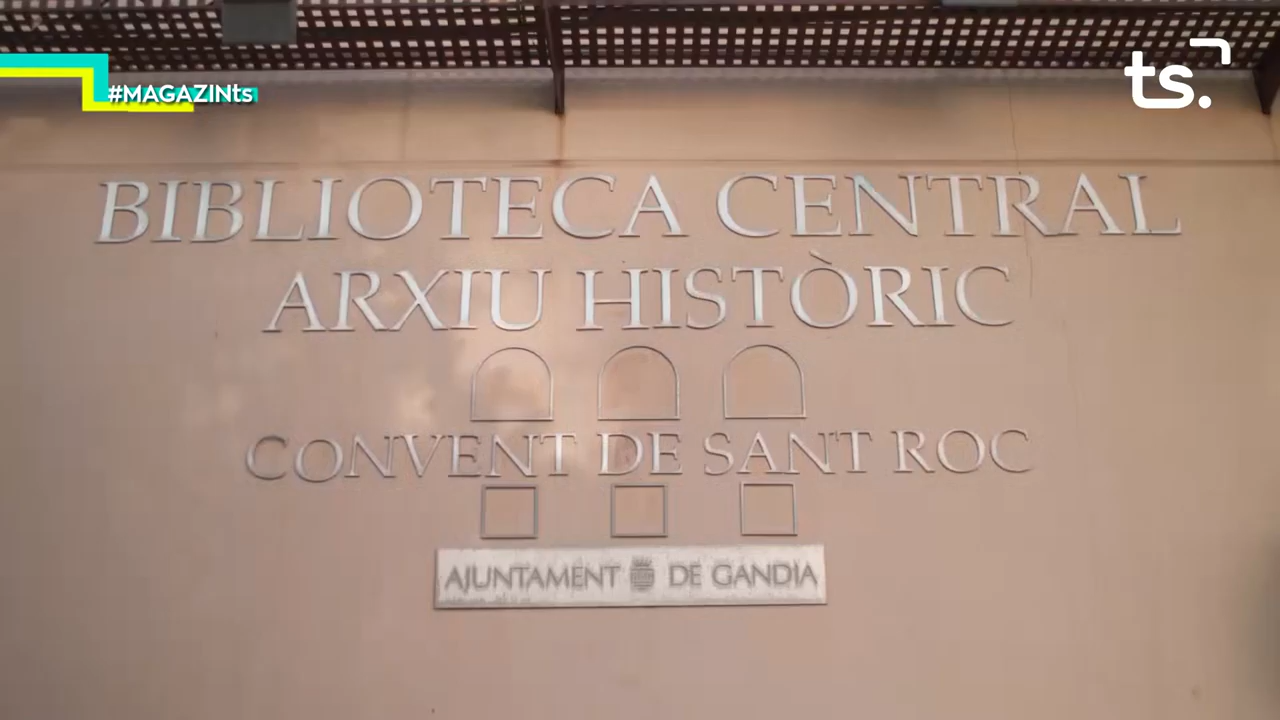 #MAGAZINts
ts.
BIBLIOTECA CENTRAL
ARXIU HISTÒRIC
CONVENT DE SANT ROC
AJUNTAMENT DE GANDIA